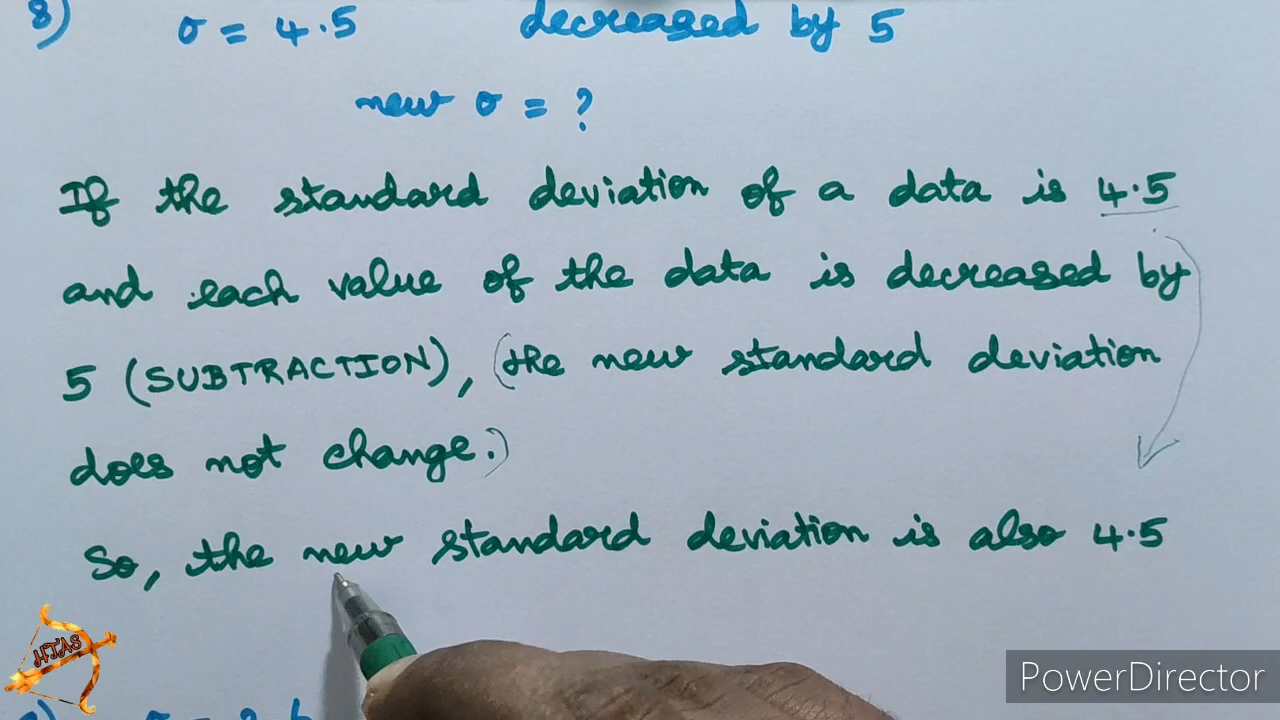 8) σ = 4.5 decreased by 5
new σ = ?
If the standard deviation of a data is 4.5
and each value of the data is decreased by
5 (SUBTRACTION), (the new standard deviation
does not change.)
So, the new standard deviation is also 4.5
HTAS
PowerDirector